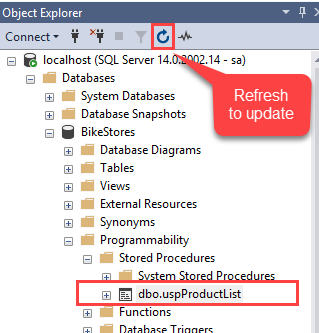 Object Explorer
Connect
localhost (SQL Server 14.0.2002.14 - sa)
Databases
System Databases
Database Snapshots
BikeStores
Database Diagrams
Tables
Views
External Resources
Synonyms
Programmability
Stored Procedures
System Stored Procedures
dbo.uspProductList
Functions
Database Triggers
Refresh
to update